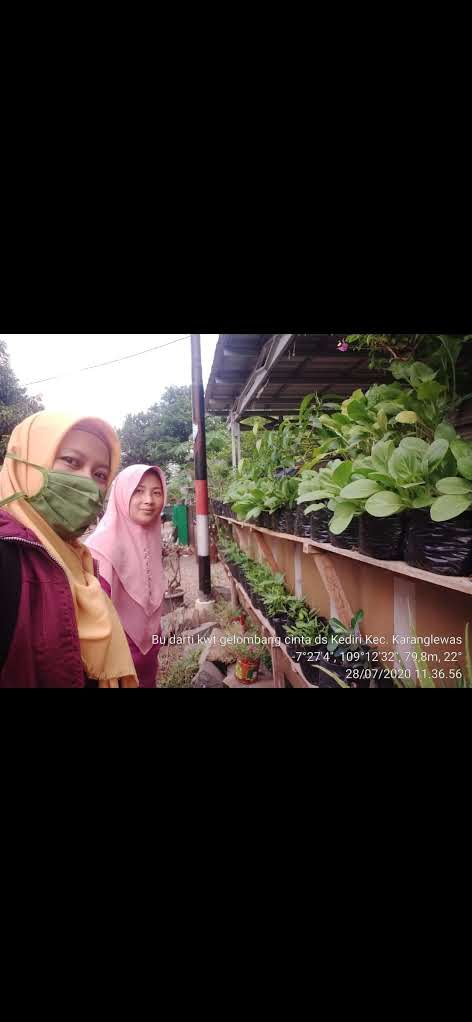 Bu darti kwt gelombang cinta ds Kediri Kec. Karanglewas
-7°27'4", 109°12'32", 79,8m, 22°
28/07/2020 11.36.56